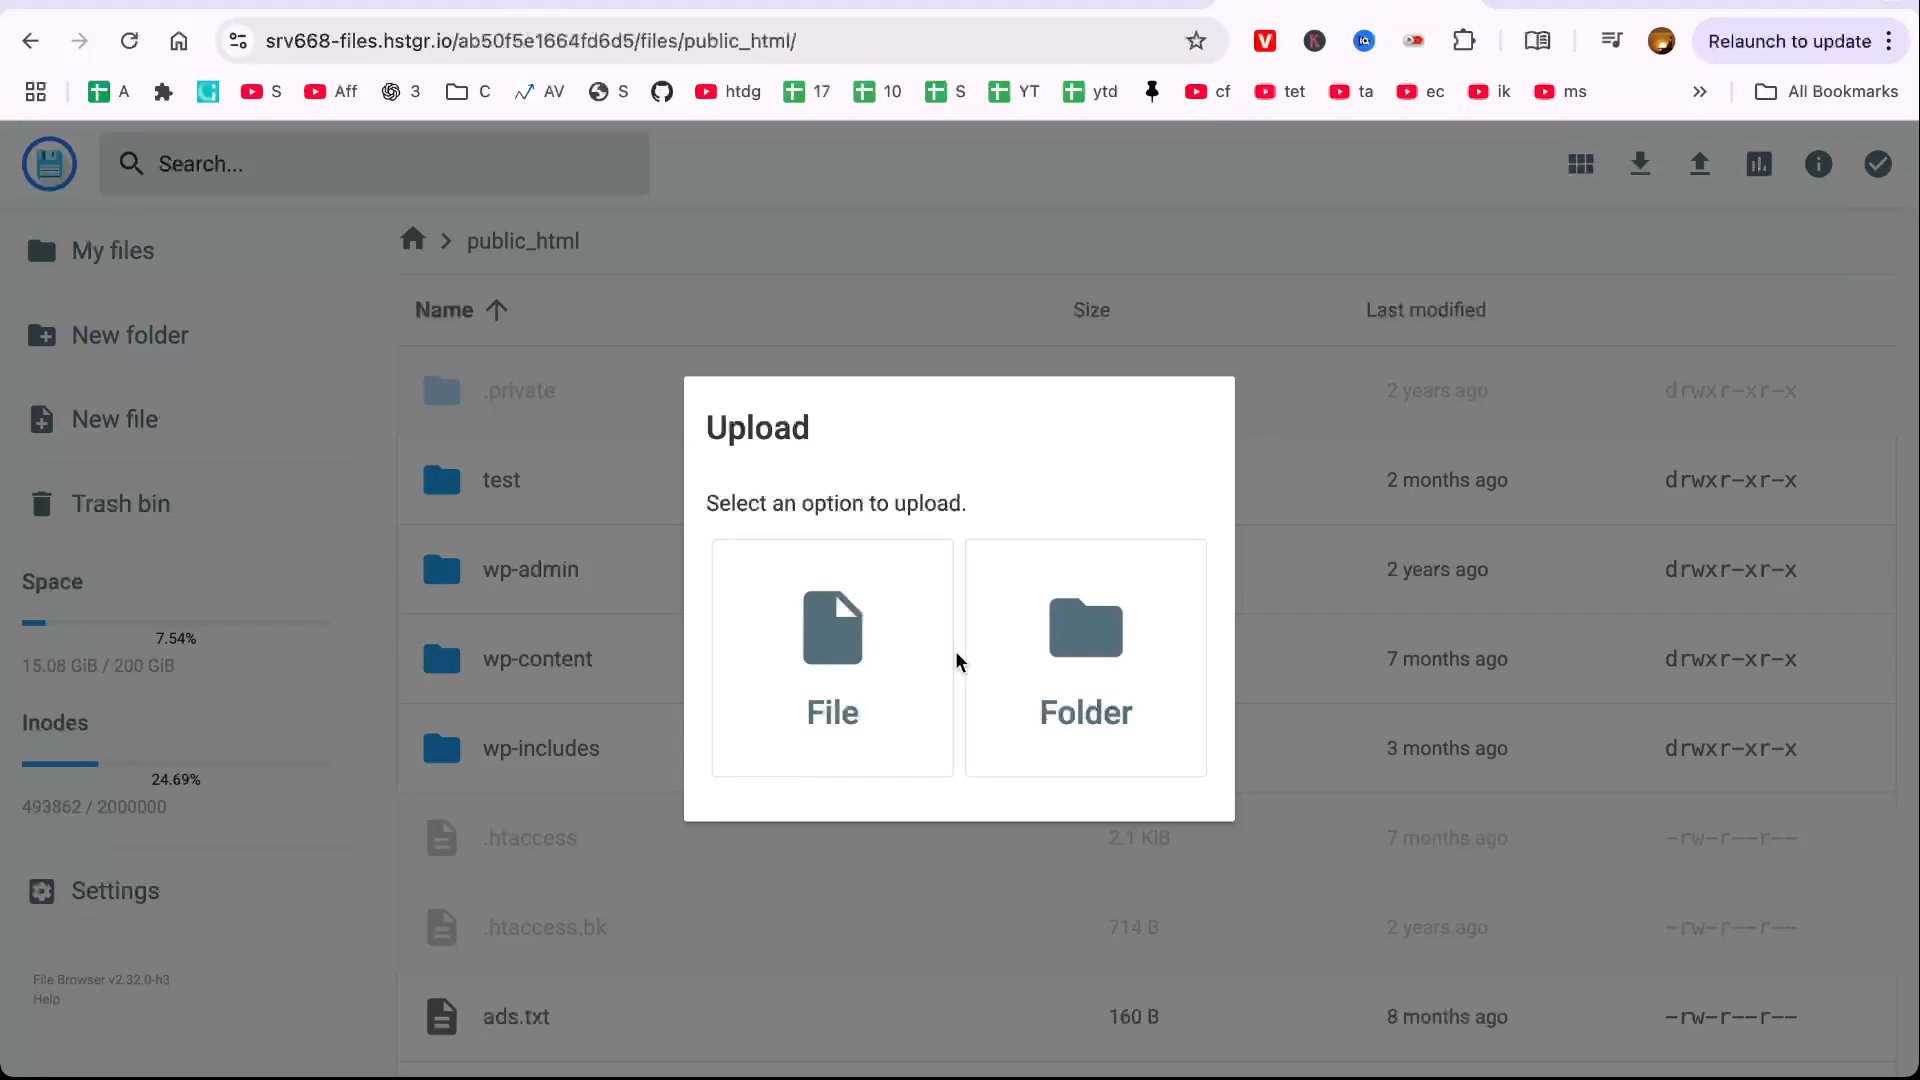 srv668-files.hstgr.io/ab50f5e1664fd6d5/files/public_html/
Relaunch to update
A
S
Aff
3
C
AV
S
htdg
17
10
S
YT
ytd
cf
tet
ta
ec
ik
ms
All Bookmarks
Search...
My files
New folder
New file
Trash bin
Space
7.54%
15.08 GiB / 200 GiB
Inodes
24.69%
493862 / 2000000
Settings
File Browser v2.32.0-h3
Help
public_html
Name Size Last modified
.private 2 years ago drwxr-xr-x
test 2 months ago drwxr-xr-x
wp-admin 2 years ago drwxr-xr-x
wp-content 7 months ago drwxr-xr-x
wp-includes 3 months ago drwxr-xr-x
.htaccess 2.1 KiB 7 months ago -rw-r--r--
.htaccess.bk 714 B 2 years ago -rw-r--r--
ads.txt 160 B 8 months ago -rw-r--r--
Upload
Select an option to upload.
File
Folder